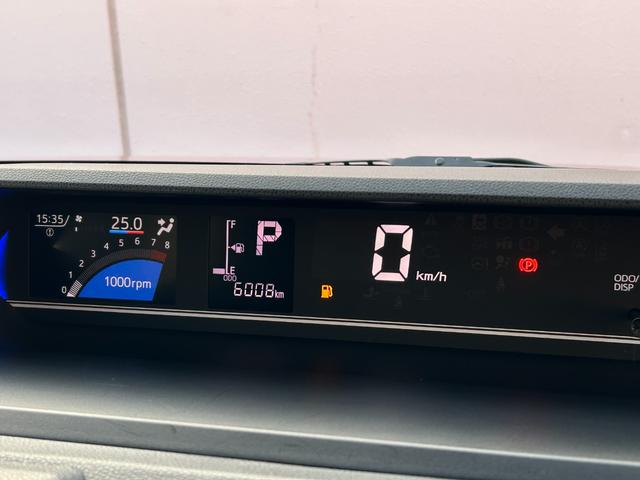 15:35
25.0
0 1 2 3 4 5 6 7 8
1000rpm
F
P
E
ODO
6008km
0
km/h
P
ODO/
DISP